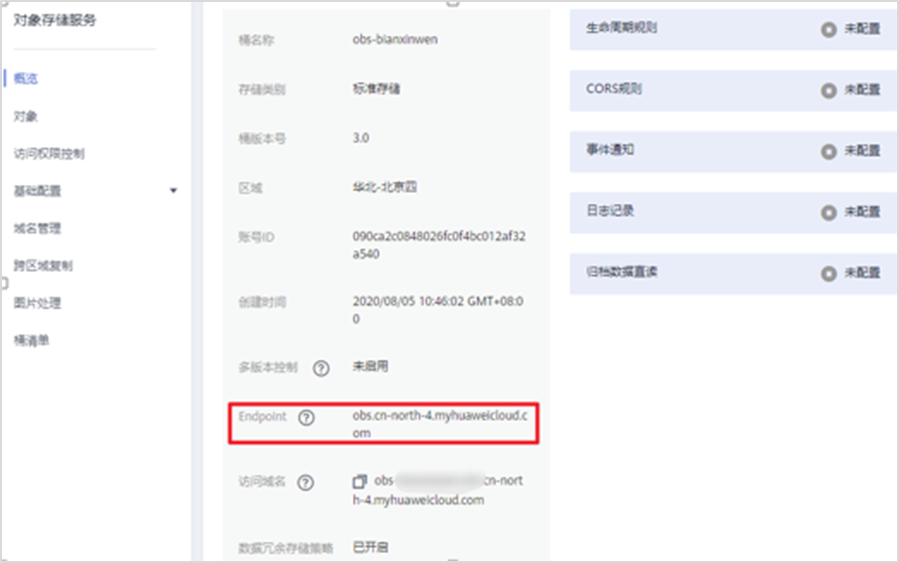 对象存储服务
概览
对象
访问权限控制
基础配置
域名管理
跨区域复制
图片处理
桶清单
桶名称 obs-bianxinwen
存储类别 标准存储
桶版本号 3.0
区域 华北-北京四
账号ID 090ca2c0848026fc0f4bc012af32
a540
创建时间 2020/08/05 10:46:02 GMT+08:0
0
多版本控制 ? 未启用
Endpoint ? obs.cn-north-4.myhuaweicloud.c
om
访问域名 ? obs cn-nort
h-4.myhuaweicloud.com
数据冗余存储策略 已开启
生命周期规则 未配置
CORS规则 未配置
事件通知 未配置
日志记录 未配置
归档数据直读 未配置